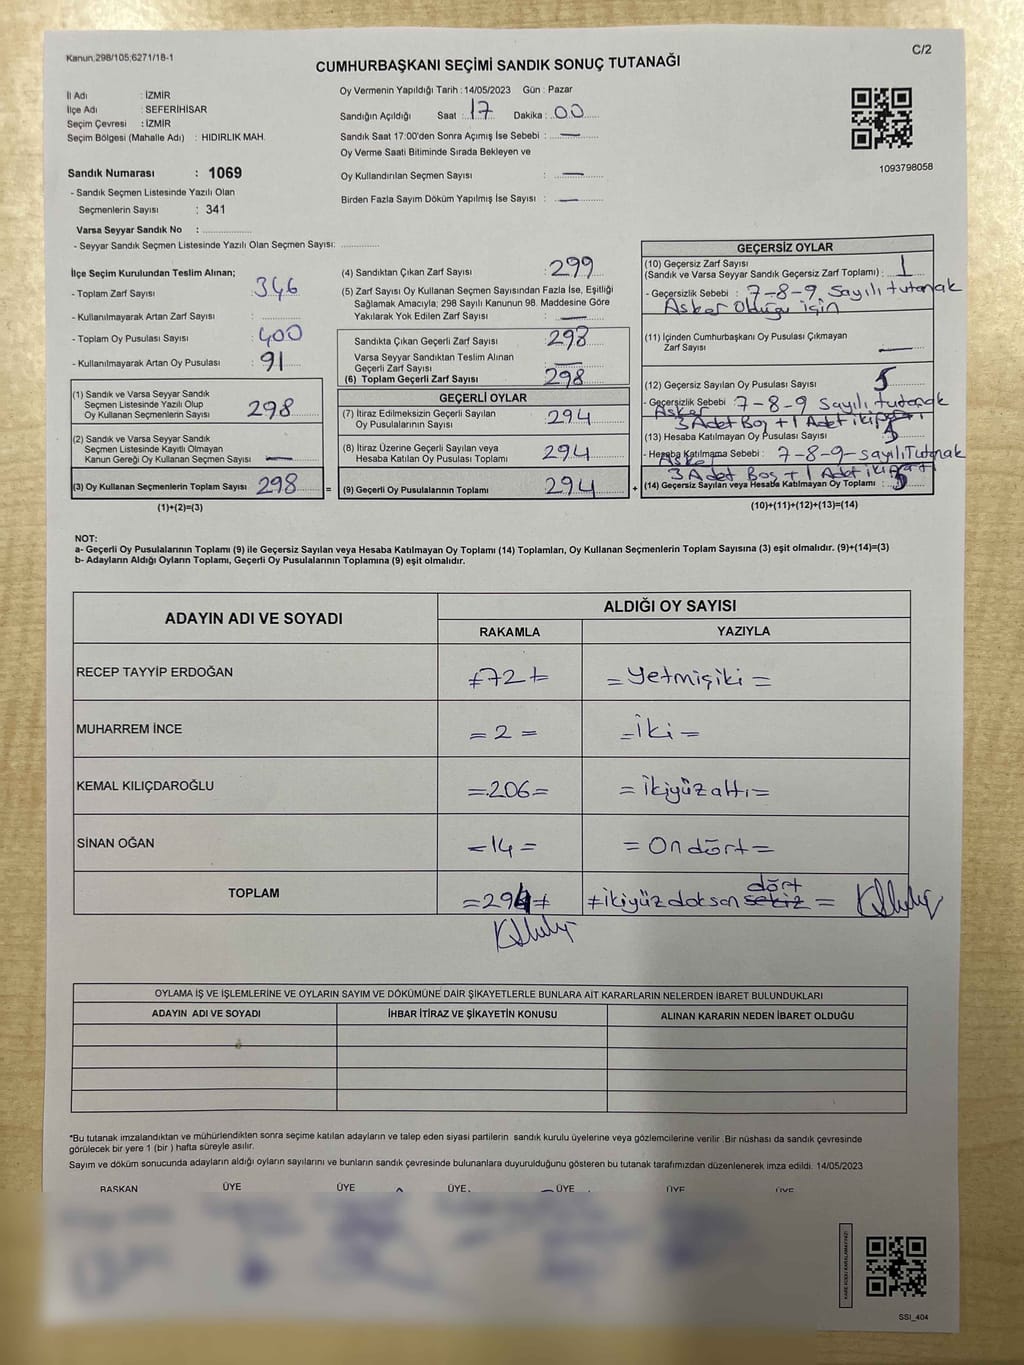 Kanun:298/105;6271/18-1
C/2
CUMHURBAŞKANI SEÇİMİ SANDIK SONUÇ TUTANAĞI
İl Adı : İZMİR
İlçe Adı : SEFERİHİSAR
Seçim Çevresi : İZMİR
Seçim Bölgesi (Mahalle Adı) : HIDIRLIK MAH.
Sandık Numarası : 1069
- Sandık Seçmen Listesinde Yazılı Olan
Seçmenlerin Sayısı : 341
Varsa Seyyar Sandık No :
- Seyyar Sandık Seçmen Listesinde Yazılı Olan Seçmen Sayısı:
Oy Vermenin Yapıldığı Tarih : 14/05/2023 Gün : Pazar
Sandığın Açıldığı Saat : 17 Dakika : 00
Sandık Saat 17:00'den Sonra Açımış İse Sebebi : —
Oy Verme Saati Bitiminde Sırada Bekleyen ve
Oy Kullandırılan Seçmen Sayısı : —
Birden Fazla Sayım Döküm Yapılmış İse Sayısı : —
1093798058
İlçe Seçim Kurulundan Teslim Alınan;
- Toplam Zarf Sayısı : 346
- Kullanılmayarak Artan Zarf Sayısı :
- Toplam Oy Pusulası Sayısı : 400
- Kullanılmayarak Artan Oy Pusulası : 91
(1) Sandık ve Varsa Seyyar Sandık
Seçmen Listesinde Yazılı Olup
Oy Kullanan Seçmenlerin Sayısı : 298
(2) Sandık ve Varsa Seyyar Sandık
Seçmen Listesinde Kayıtlı Olmayan
Kanun Gereği Oy Kullanan Seçmen Sayısı —
(3) Oy Kullanan Seçmenlerin Toplam Sayısı : 298 =
(1)+(2)=(3)
(4) Sandıktan Çıkan Zarf Sayısı : 299
(5) Zarf Sayısı Oy Kullanan Seçmen Sayısından Fazla İse, Eşitliği
Sağlamak Amacıyla; 298 Sayılı Kanunun 98. Maddesine Göre
Yakılarak Yok Edilen Zarf Sayısı : —
Sandıkta Çıkan Geçerli Zarf Sayısı : 298
Varsa Seyyar Sandıktan Teslim Alınan
Geçerli Zarf Sayısı : —
(6) Toplam Geçerli Zarf Sayısı : 298
GEÇERLİ OYLAR
(7) İtiraz Edilmeksizin Geçerli Sayılan
Oy Pusulasının Sayısı : 294
(8) İtiraz Üzerine Geçerli Sayılan veya
Hesaba Katılan Oy Pusulası Toplamı : 294
(9) Geçerli Oy Pusulalarının Toplamı : 294 +
GEÇERSİZ OYLAR
(10) Geçersiz Zarf Sayısı
(Sandık ve Varsa Seyyar Sandık Geçersiz Zarf Toplamı) : 1
- Geçersizlik Sebebi : 7-8-9 sayılı tutanak
Asker olduğu için
(11) İçinden Cumhurbaşkanı Oy Pusulası Çıkmayan
Zarf Sayısı —
(12) Geçersiz Sayılan Oy Pusulası Sayısı : 5
- Geçersizlik Sebebi : 7-8-9 sayılı tutanak
Asker 3 Adet Boş + 1 Adet iki
(13) Hesaba Katılmayan Oy Pusulası Sayısı :
- Hesaba Katılmama Sebebi : 7-8-9-sayılı Tutanak
Asker 3 Adet Boş + 1 Adet iki
(14) Geçersiz Sayılan veya Hesaba Katılmayan Oy Toplamı : 5
(10)+(11)+(12)+(13)=(14)
NOT:
a- Geçerli Oy Pusulalarının Toplamı (9) ile Geçersiz Sayılan veya Hesaba Katılmayan Oy Toplamı (14) Toplamları, Oy Kullanan Seçmenlerin Toplam Sayısına (3) eşit olmalıdır. (9)+(14)=(3)
b- Adayların Aldığı Oyların Toplamı, Geçerli Oy Pusulalarının Toplamına (9) eşit olmalıdır.
ADAYIN ADI VE SOYADI ALDIĞI OY SAYISI
RAKAMLA YAZIYLA
RECEP TAYYİP ERDOĞAN =72= =Yetmişiki=
MUHARREM İNCE =2= =İki=
KEMAL KILIÇDAROĞLU =206= =İkiyüzaltı=
SİNAN OĞAN =14= =On dört=
TOPLAM =294= =İkiyüzdoksan sekiz dört=
OYLAMA İŞ VE İŞLEMLERİNE VE OYLARIN SAYIM VE DÖKÜMÜNE DAİR ŞİKAYETLERLE BUNLARA AİT KARARLARIN NELERDEN İBARET BULUNDUKLARI
ADAYIN ADI VE SOYADI İHBAR İTİRAZ VE ŞİKAYETİN KONUSU ALINAN KARARIN NEDEN İBARET OLDUĞU
*Bu tutanak imzalandıktan ve mühürlendikten sonra seçime katılan adayların ve talep eden siyasi partilerin sandık kurulu üyelerine veya gözlemcilerine verilir. Bir nüshası da sandık çevresinde
görülecek bir yere 1 (bir) hafta süreyle asılır.
Sayım ve döküm sonucunda adayların aldığı oyların sayılarını ve bunların sandık çevresinde bulunanlara duyurulduğunu gösteren bu tutanak tarafımızdan düzenlenerek imza edildi. 14/05/2023
BAŞKAN ÜYE ÜYE ÜYE ÜYE ÜYE ÜYE
KARE KODU KARALAMAYINIZ!
SSI_404